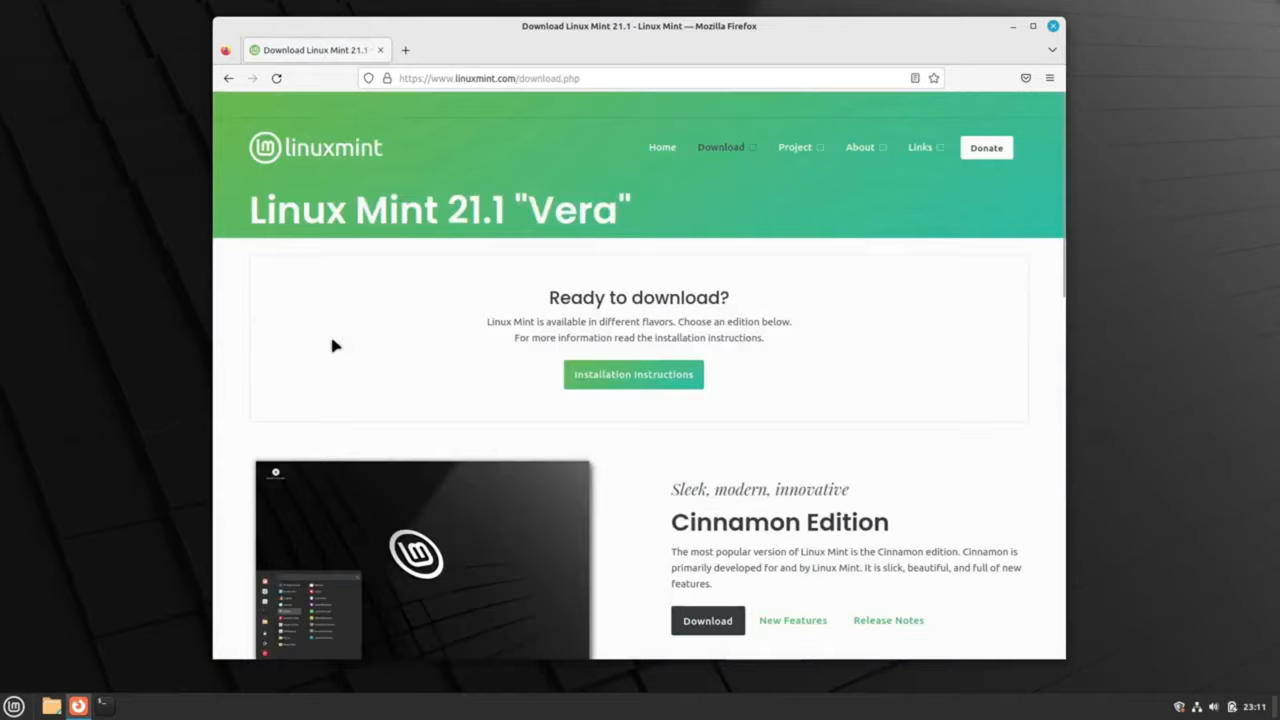 Download Linux Mint 21.1 - Linux Mint — Mozilla Firefox
Download Linux Mint 21.1
https://www.linuxmint.com/download.php
linuxmint
Home Download Project About Links Donate
Linux Mint 21.1 "Vera"
Ready to download?
Linux Mint is available in different flavors. Choose an edition below.
For more information read the installation instructions.
Installation Instructions
Sleek, modern, innovative
Cinnamon Edition
The most popular version of Linux Mint is the Cinnamon edition. Cinnamon is
primarily developed for and by Linux Mint. It is slick, beautiful, and full of new
features.
Download New Features Release Notes
23:11